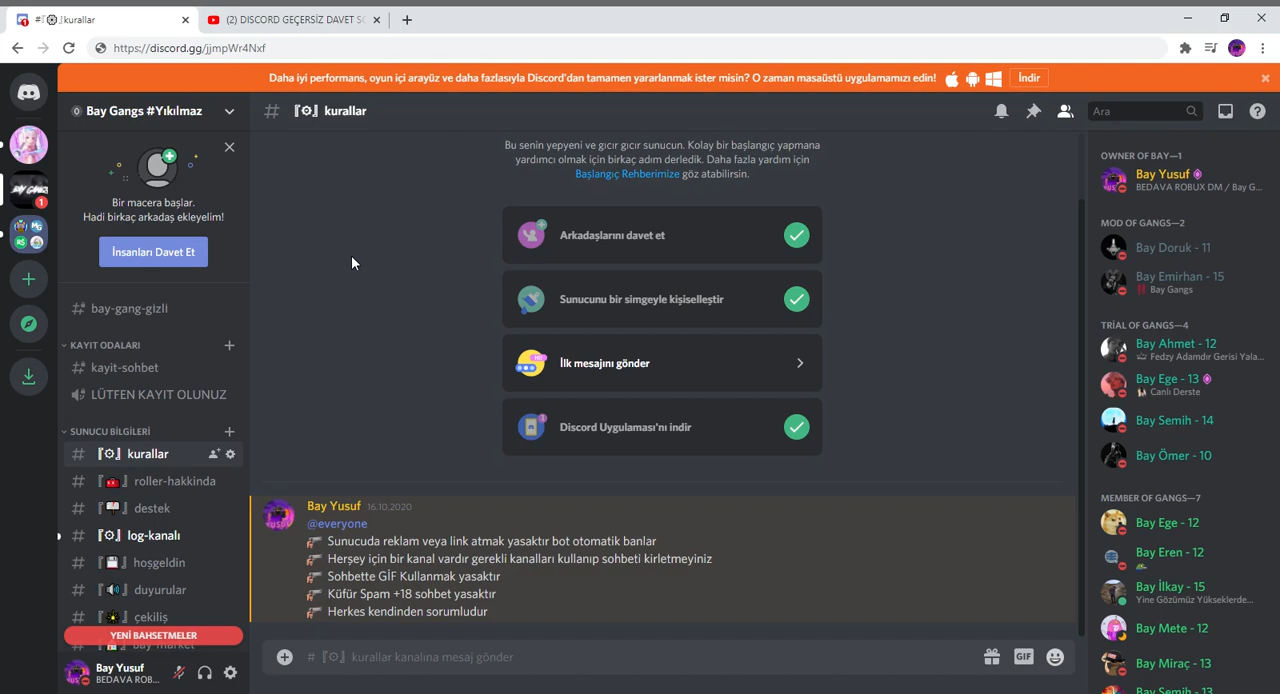 #『⚙』kurallar
(2) DISCORD GEÇERSİZ DAVET SO
https://discord.gg/jjmpWr4Nxf
Daha iyi performans, oyun içi arayüz ve daha fazlasıyla Discord'dan tamamen yararlanmak ister misin? O zaman masaüstü uygulamamızı edin!
İndir
Bay Gangs #Yıkılmaz
# 『⚙』 kurallar
Ara
BAY GANGS
1
MG
R$
Bir macera başlar.
Hadi birkaç arkadaş ekleyelim!
İnsanları Davet Et
bay-gang-gizli
KAYIT ODALARI
kayit-sohbet
LÜTFEN KAYIT OLUNUZ
SUNUCU BİLGİLERİ
# 『⚙』 kurallar
# 『🧰』 roller-hakkinda
# 『📪』 destek
# 『⚙』 log-kanalı
# 『💾』 hoşgeldin
# 『🔊』 duyurular
# 『🔅』 çekiliş
YENİ BAHSETMELER
bay-market
Bay Yusuf
BEDAVA ROB...
Bu senin yepyeni ve gıcır gıcır sunucun. Kolay bir başlangıç yapmana
yardımcı olmak için birkaç adım derledik. Daha fazla yardım için
Başlangıç Rehberimize göz atabilirsin.
Arkadaşlarını davet et
Sunucunu bir simgeyle kişiselleştir
İlk mesajını gönder
Discord Uygulaması'nı indir
Bay Yusuf 16.10.2020
@everyone
Sunucuda reklam veya link atmak yasaktır bot otomatik banlar
Herşey için bir kanal vardır gerekli kanalları kullanıp sohbeti kirletmeyiniz
Sohbette GİF Kullanmak yasaktır
Küfür Spam +18 sohbet yasaktır
Herkes kendinden sorumludur
# 『⚙』 kurallar kanalına mesaj gönder
GIF
OWNER OF BAY—1
Bay Yusuf
BEDAVA ROBUX DM / Bay G...
MOD OF GANGS—2
Bay Doruk - 11
Bay Emirhan - 15
Bay Gangs
TRİAL OF GANGS—4
Bay Ahmet - 12
Fedzy Adamdır Gerisi Yala...
Bay Ege - 13
Canlı Derste
Bay Semih - 14
Bay Ömer - 10
MEMBER OF GANGS—7
Bay Ege - 12
Bay Eren - 12
Bay İlkay - 15
Yine Gözümüz Yükseklerde...
Bay Mete - 12
Bay Miraç - 13
Bay Semih - 13